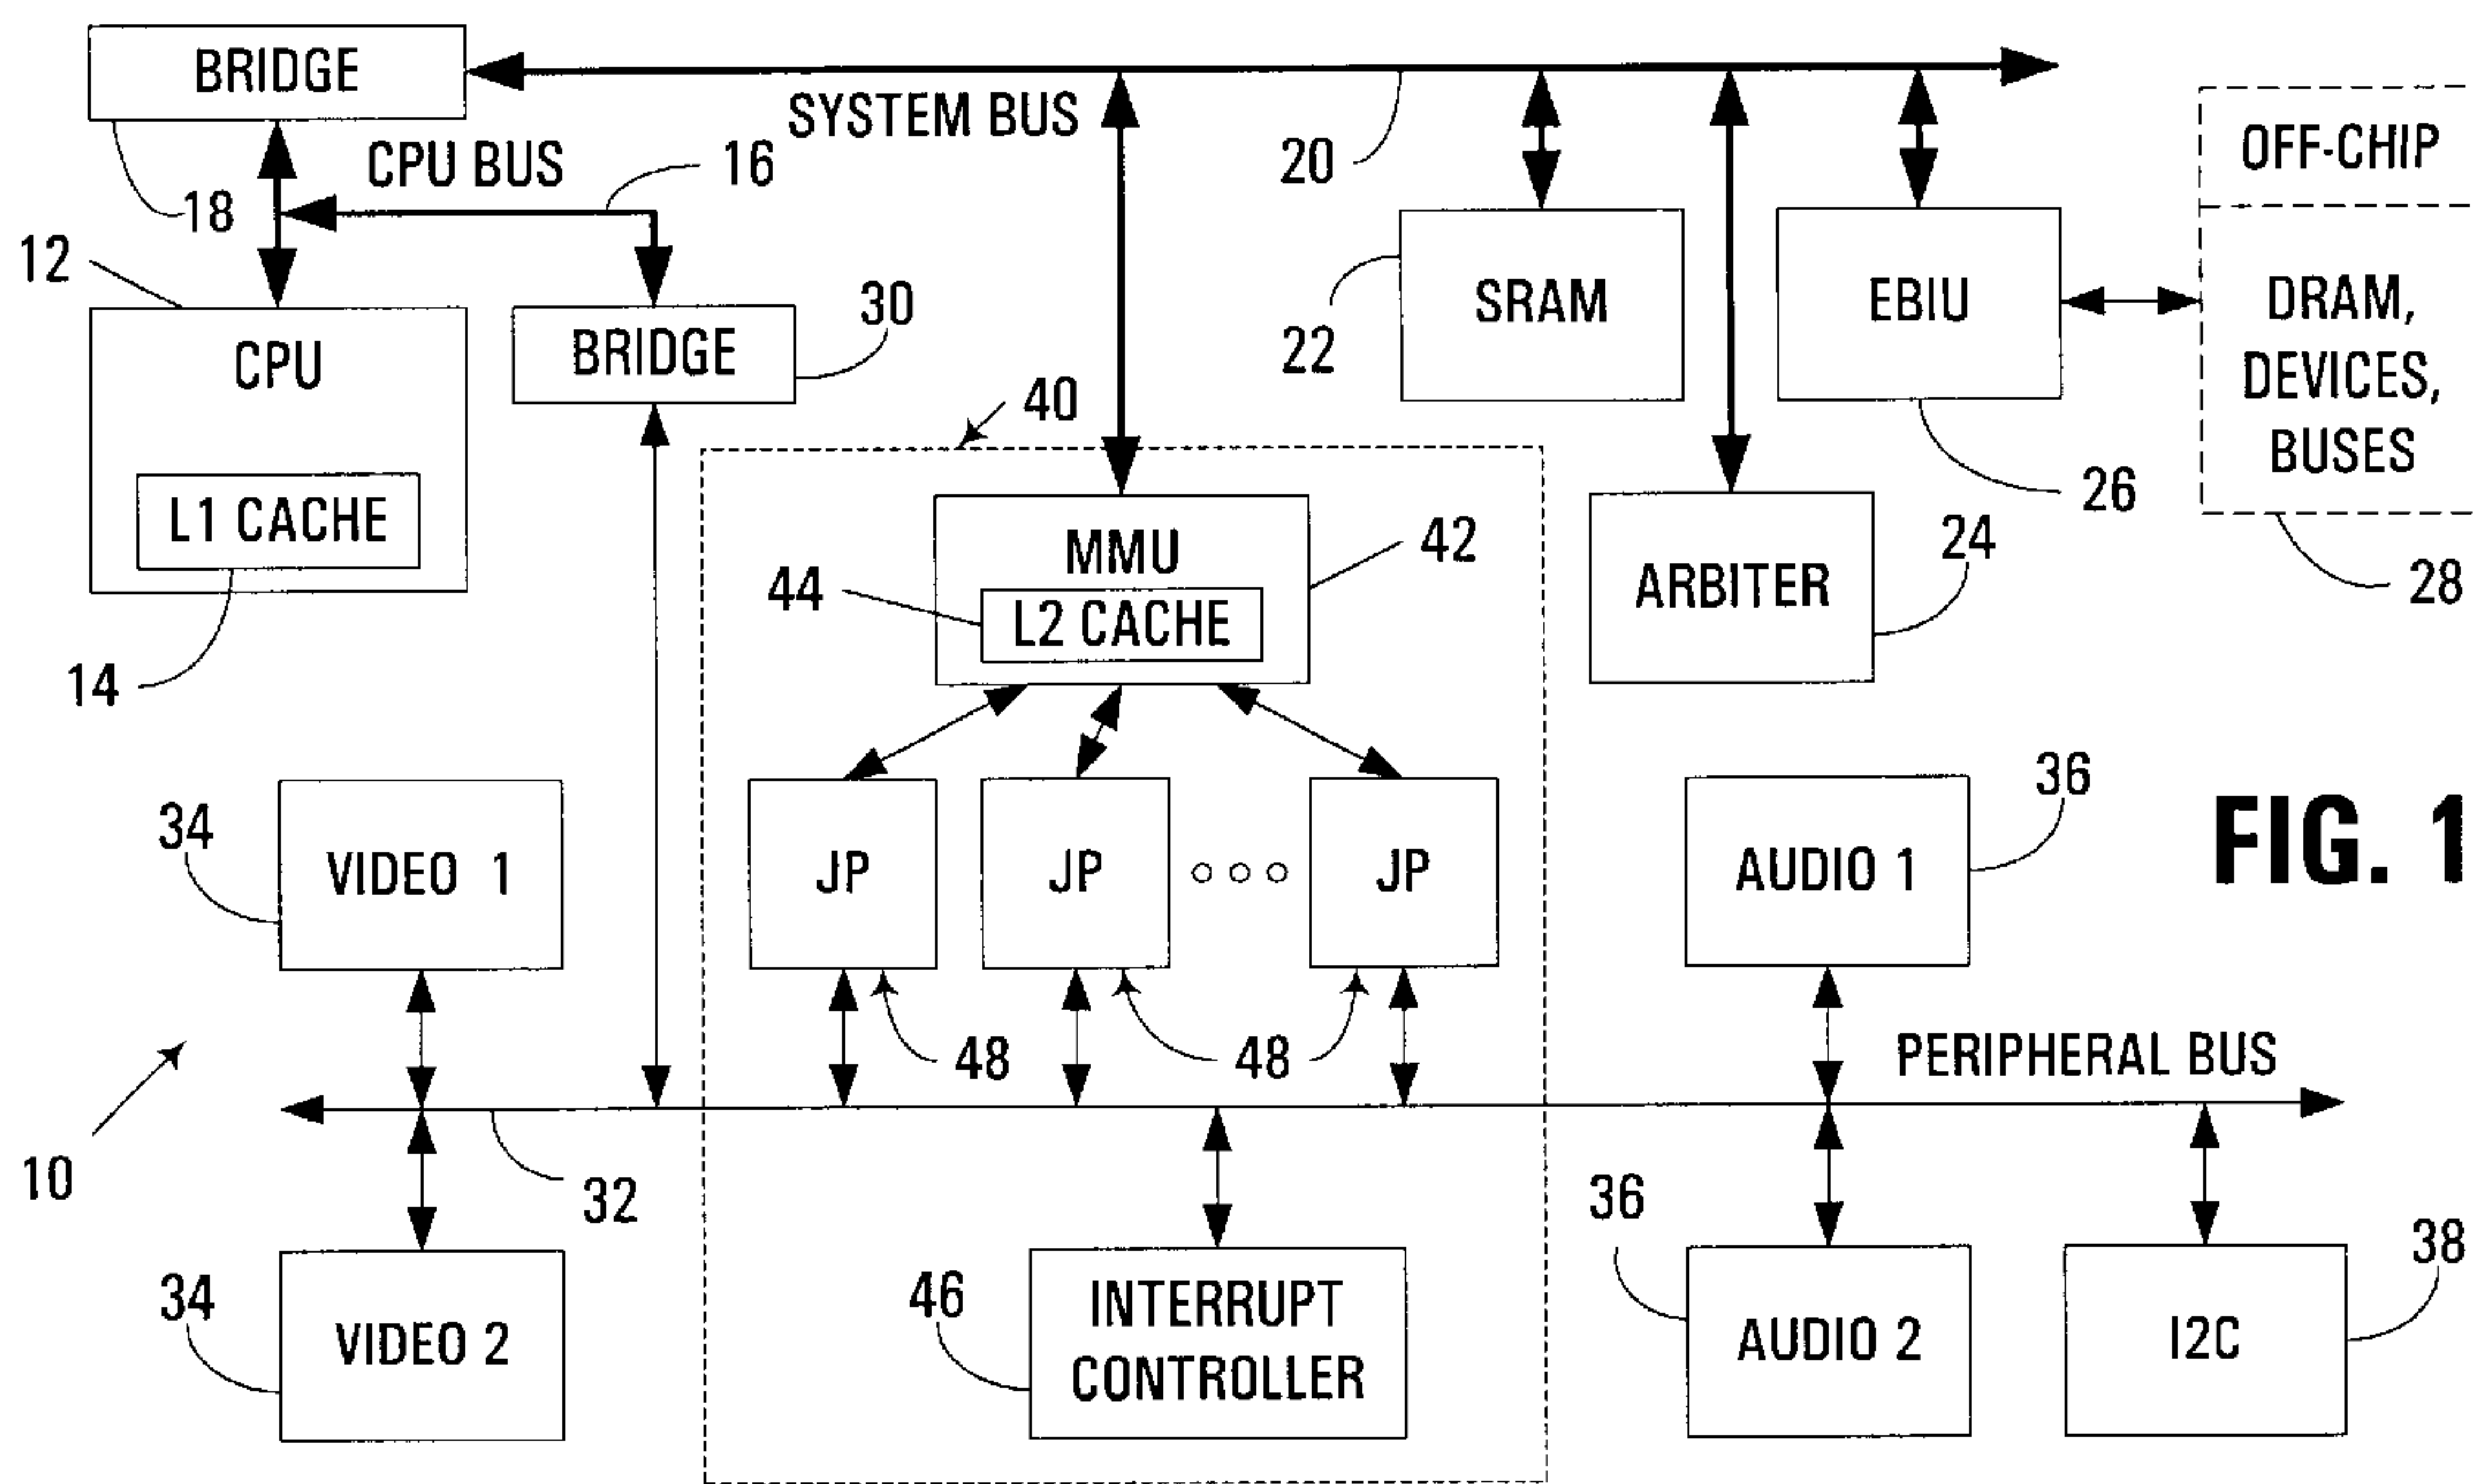 BRIDGE
SYSTEM BUS
CPU BUS
16
20
18
OFF-CHIP
12
30
22
SRAM
EBIU
DRAM,
DEVICES,
BUSES
CPU
BRIDGE
40
26
L1 CACHE
MMU
42
24
44
L2 CACHE
ARBITER
28
14
36
34
VIDEO 1
JP
JP
JP
AUDIO 1
FIG. 1
48
48
PERIPHERAL BUS
10
32
36
38
34
VIDEO 2
46
INTERRUPT
CONTROLLER
AUDIO 2
I2C